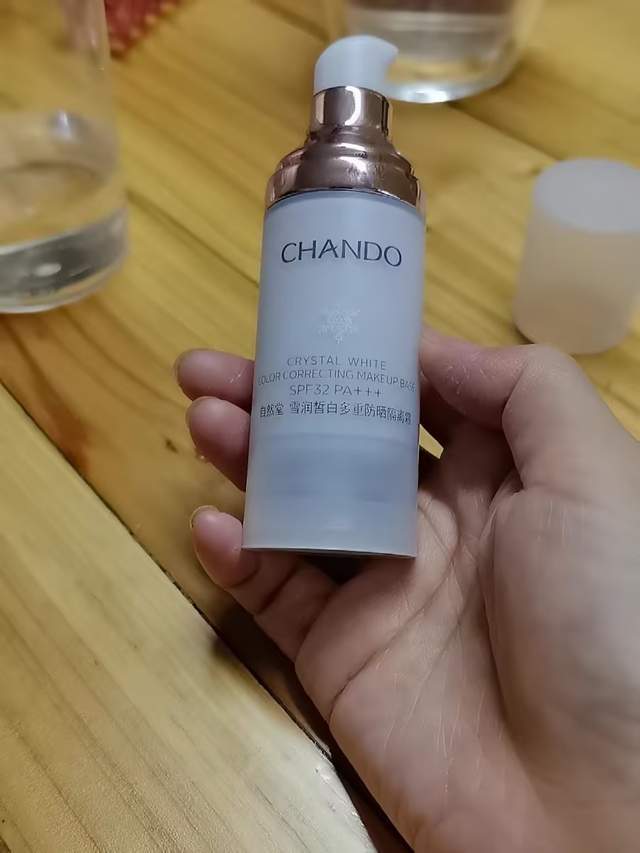 CHANDO
CRYSTAL WHITE
COLOR CORRECTING MAKEUP BASE
SPF32 PA+++
自然堂 雪润皙白多重防晒隔离霜